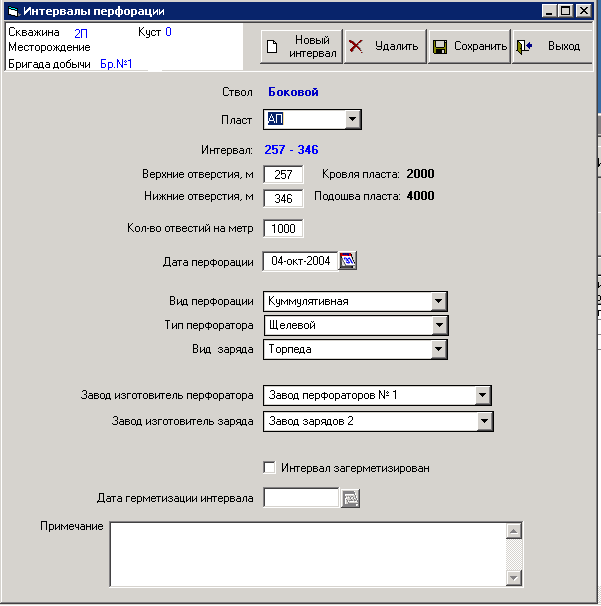 Интервалы перфорации
Скважина 2П Куст 0
Месторождение
Бригада добычи Бр.№1
Новый интервал
Удалить
Сохранить
Выход
Ствол Боковой
Пласт АП
Интервал: 257 - 346
Верхние отверстия, м 257 Кровля пласта: 2000
Нижние отверстия, м 346 Подошва пласта: 4000
Кол-во отвестий на метр 1000
Дата перфорации 04-окт-2004
Вид перфорации Куммулятивная
Тип перфоратора Щелевой
Вид заряда Торпеда
Завод изготовитель перфоратора Завод перфораторов № 1
Завод изготовитель заряда Завод зарядов 2
Интервал загерметизирован
Дата герметизации интервала
Примечание